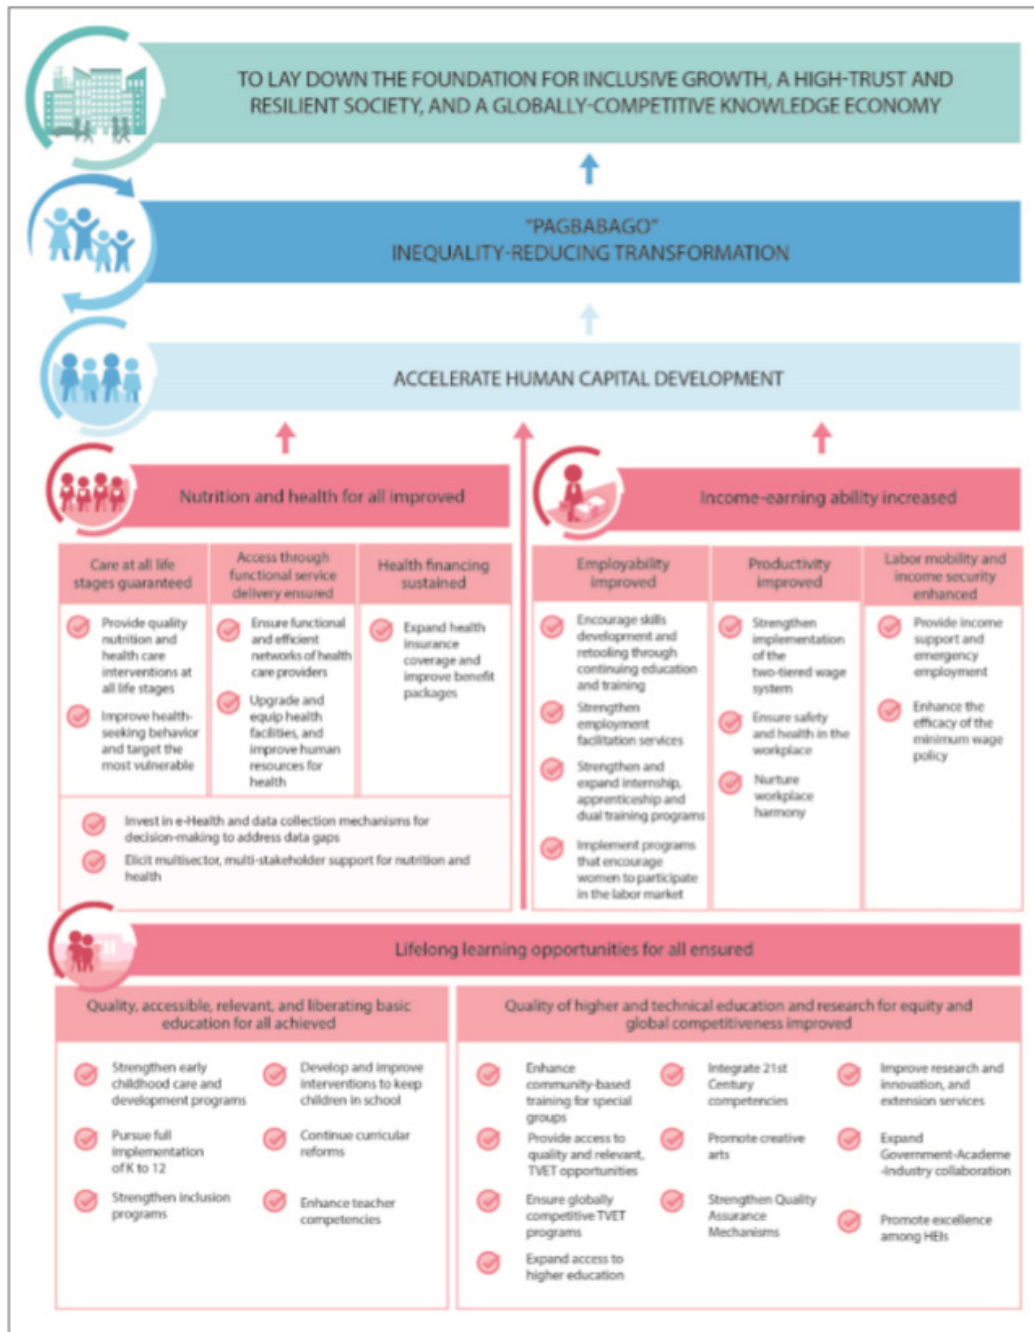 TO LAY DOWN THE FOUNDATION FOR INCLUSIVE GROWTH, A HIGH-TRUST AND
RESILIENT SOCIETY, AND A GLOBALLY-COMPETITIVE KNOWLEDGE ECONOMY
"PAGBABAGO"
INEQUALITY-REDUCING TRANSFORMATION
ACCELERATE HUMAN CAPITAL DEVELOPMENT
Nutrition and health for all improved
Care at all life
stages guaranteed
Provide quality
nutrition and
health care
interventions at
all life stages
Improve health-
seeking behavior
and target the
most vulnerable
Access through
functional service
delivery ensured
Ensure functional
and efficient
networks of health
care providers
Upgrade and
equip health
facilities, and
improve human
resources for
health
Health financing
sustained
Expand health
insurance
coverage and
improve benefit
packages
Invest in e-Health and data collection mechanisms for
decision-making to address data gaps
Elicit multisector, multi-stakeholder support for nutrition and
health
Income-earning ability increased
Employability
improved
Encourage skills
development and
retooling through
continuing education
and training
Strengthen
employment
facilitation services
Strengthen and
expand internship,
apprenticeship and
dual training programs
Implement programs
that encourage
women to participate
in the labor market
Productivity
improved
Strengthen
implementation
of the
two-tiered wage
system
Ensure safety
and health in the
workplace
Nurture
workplace
harmony
Labor mobility and
income security
enhanced
Provide income
support and
emergency
employment
Enhance the
efficacy of the
minimum wage
policy
Lifelong learning opportunities for all ensured
Quality, accessible, relevant, and liberating basic
education for all achieved
Strengthen early
childhood care and
development programs
Pursue full
implementation
of K to 12
Strengthen inclusion
programs
Develop and improve
interventions to keep
children in school
Continue curricular
reforms
Enhance teacher
competencies
Quality of higher and technical education and research for equity and
global competitiveness improved
Enhance
community-based
training for special
groups
Provide access to
quality and relevant,
TVET opportunities
Ensure globally
competitive TVET
programs
Expand access to
higher education
Integrate 21st
Century
competencies
Promote creative
arts
Strengthen Quality
Assurance
Mechanisms
Improve research and
innovation, and
extension services
Expand
Government-Academe
-Industry collaboration
Promote excellence
among HEIs